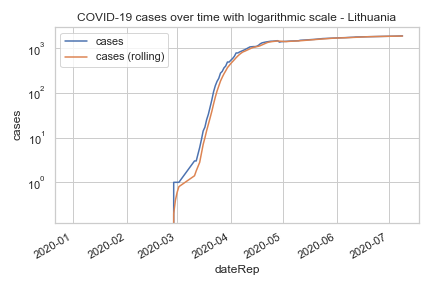 COVID-19 cases over time with logarithmic scale - Lithuania
cases
cases (rolling)
10³
10²
10¹
10⁰
cases
2020-01
2020-02
2020-03
2020-04
2020-05
2020-06
2020-07
dateRep